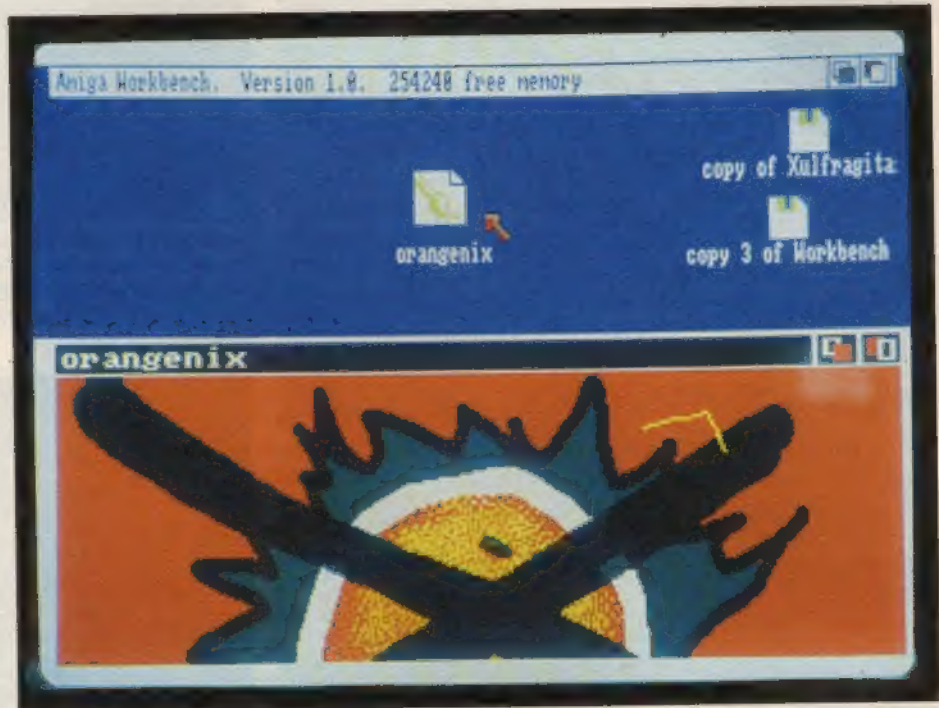 Amiga Workbench. Version 1.0. 254240 free memory
copy of Xulfragita
orangenix
copy 3 of Workbench
orangenix